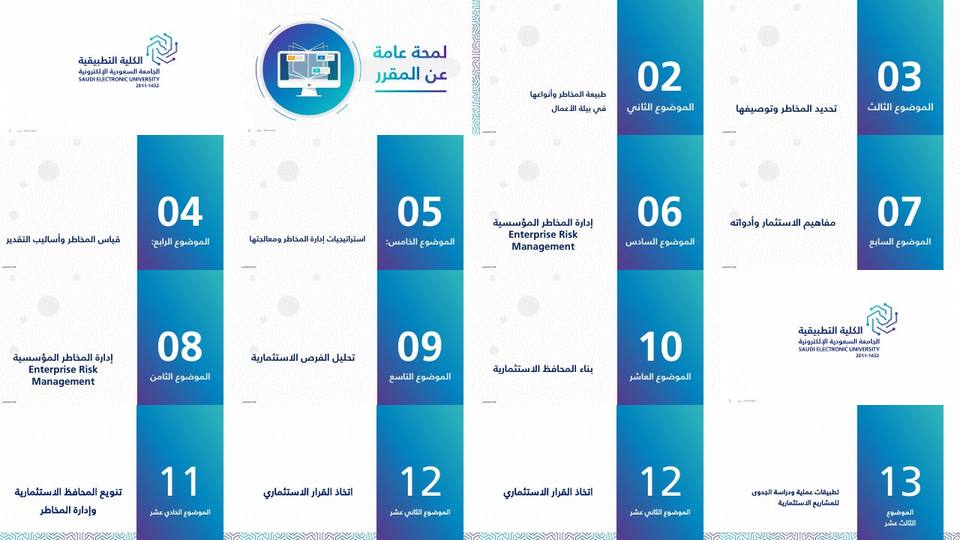 الكلية التطبيقية
الجامعة السعودية الإلكترونية
SAUDI ELECTRONIC UNIVERSITY
2011-1432
لمحة عامة
عن المقرر
02
الموضوع الثاني
طبيعة المخاطر وأنواعها
في بيئة الأعمال
03
الموضوع الثالث
تحديد المخاطر وتوصيفها
04
الموضوع الرابع:
قياس المخاطر وأساليب التقدير
05
الموضوع الخامس:
استراتيجيات إدارة المخاطر ومعالجتها
06
الموضوع السادس
إدارة المخاطر المؤسسية
Enterprise Risk
Management
07
الموضوع السابع
مفاهيم الاستثمار وأدواته
08
الموضوع الثامن
إدارة المخاطر المؤسسية
Enterprise Risk
Management
09
الموضوع التاسع
تحليل الفرص الاستثمارية
10
الموضوع العاشر
بناء المحافظ الاستثمارية
الكلية التطبيقية
الجامعة السعودية الإلكترونية
SAUDI ELECTRONIC UNIVERSITY
2011-1432
11
الموضوع الحادي عشر
تنويع المحافظ الاستثمارية
وإدارة المخاطر
12
الموضوع الثاني عشر
اتخاذ القرار الاستثماري
12
الموضوع الثاني عشر
اتخاذ القرار الاستثماري
13
الموضوع
الثالث عشر
تطبيقات عملية ودراسة الجدوى
للمشاريع الاستثمارية